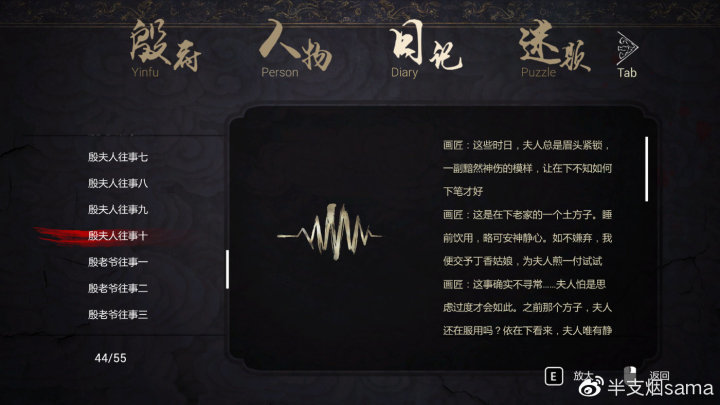 殷府 人物 日记 迷歌
Yinfu Person Diary Puzzle Tab
殷夫人往事七
殷夫人往事八
殷夫人往事九
殷夫人往事十
殷老爷往事一
殷老爷往事二
殷老爷往事三
44/55
画匠：这些时日，夫人总是眉头紧锁，
一副黯然神伤的模样，让在下不知如何
下笔才好
画匠：这是在下老家的一个土方子。睡
前饮用，略可安神静心。如不嫌弃，我
便交予丁香姑娘，为夫人煎一付试试
画匠：这事确实不寻常……夫人怕是思
虑过度才会如此。之前那个方子，夫人
还在服用吗？依在下看来，夫人唯有静
E 放大 返回
半支烟sama